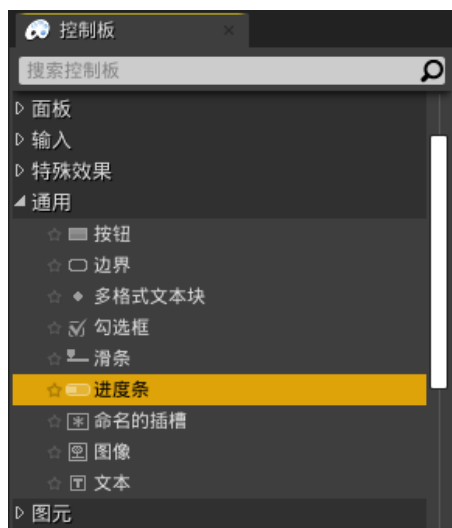 控制板
搜索控制板
面板
输入
特殊效果
通用
按钮
边界
多格式文本块
勾选框
滑条
进度条
命名的插槽
图像
文本
图元